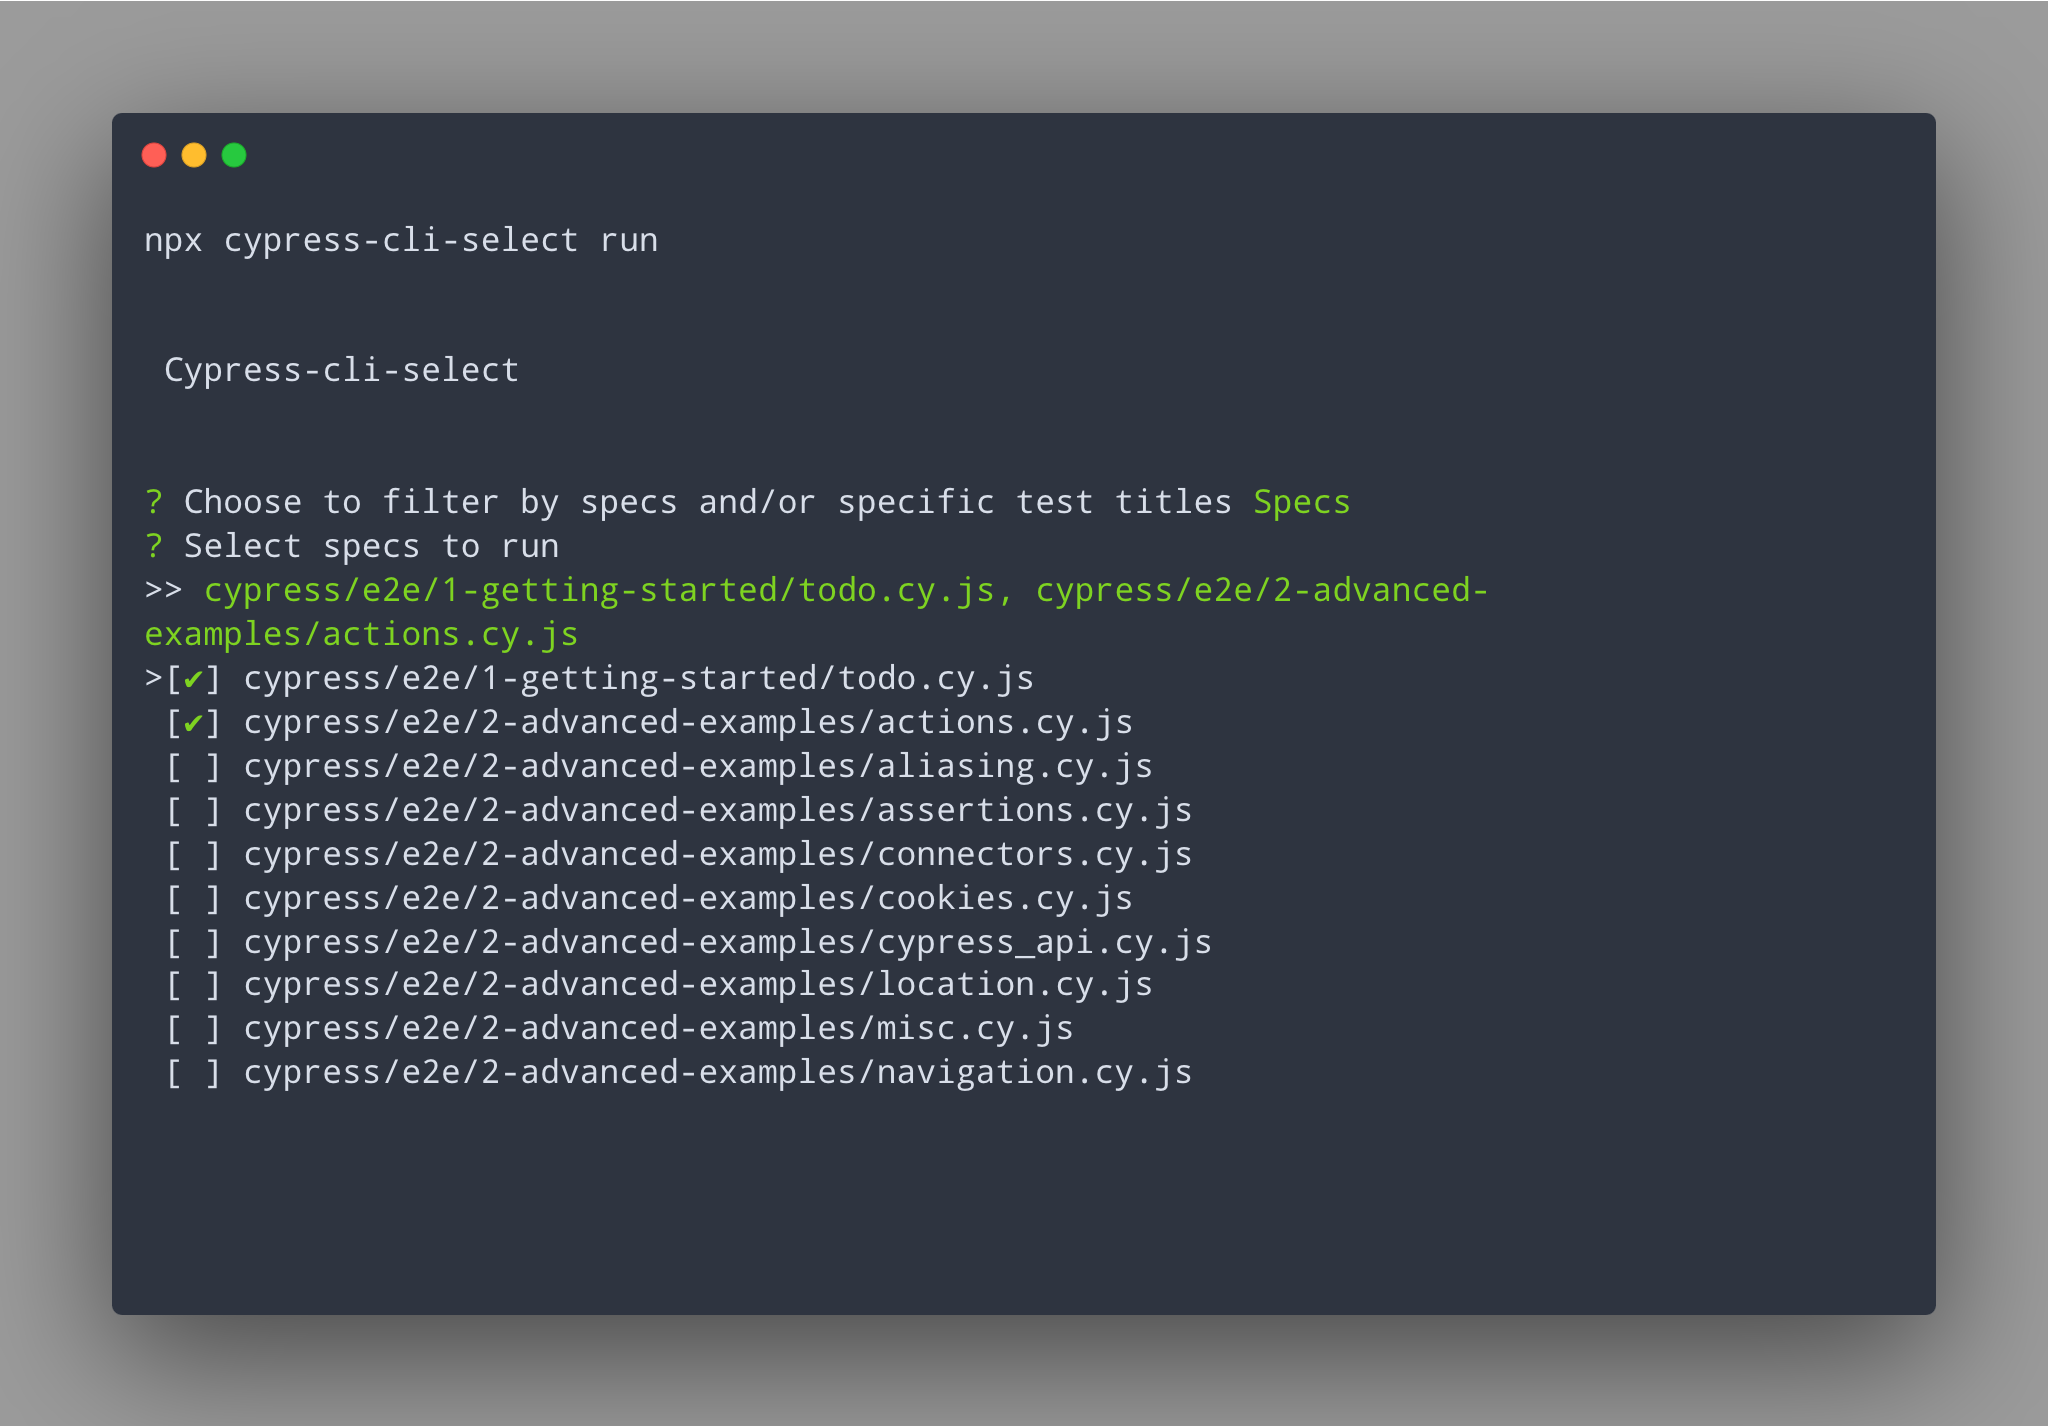 npx cypress-cli-select run
Cypress-cli-select
? Choose to filter by specs and/or specific test titles Specs
? Select specs to run
>> cypress/e2e/1-getting-started/todo.cy.js, cypress/e2e/2-advanced-
examples/actions.cy.js
>[✔] cypress/e2e/1-getting-started/todo.cy.js
[✔] cypress/e2e/2-advanced-examples/actions.cy.js
[ ] cypress/e2e/2-advanced-examples/aliasing.cy.js
[ ] cypress/e2e/2-advanced-examples/assertions.cy.js
[ ] cypress/e2e/2-advanced-examples/connectors.cy.js
[ ] cypress/e2e/2-advanced-examples/cookies.cy.js
[ ] cypress/e2e/2-advanced-examples/cypress_api.cy.js
[ ] cypress/e2e/2-advanced-examples/location.cy.js
[ ] cypress/e2e/2-advanced-examples/misc.cy.js
[ ] cypress/e2e/2-advanced-examples/navigation.cy.js